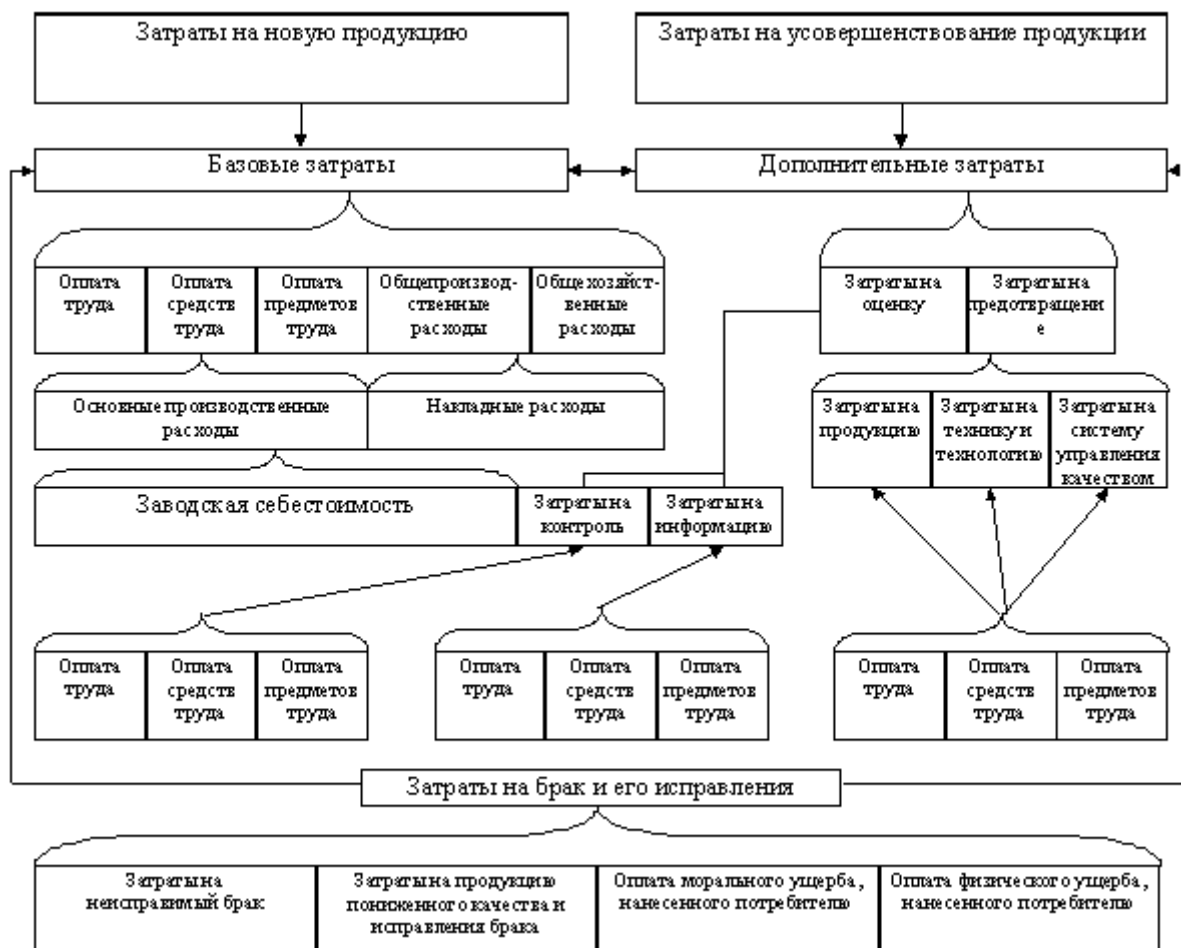 Затраты на новую продукцию
Затраты на усовершенствование продукции
Базовые затраты
Дополнительные затраты
Оплата
труда
Оплата
средств
труда
Оплата
предметов
труда
Общепроизвод-
ственные
расходы
Общехозяйст-
венные
расходы
Затраты на
оценку
Затраты на
предотвращени
е
Основные производственные
расходы
Накладные расходы
Затраты на
продукцию
Затраты на
технику и
технологию
Затраты на
систему
управления
качеством
Заводская себестоимость
Затраты на
контроль
Затраты на
информацию
Оплата
труда
Оплата
средств
труда
Оплата
предметов
труда
Оплата
труда
Оплата
средств
труда
Оплата
предметов
труда
Оплата
труда
Оплата
средств
труда
Оплата
предметов
труда
Затраты на брак и его исправления
Затраты на
неисправимый брак
Затраты на продукцию
пониженного качества и
исправления брака
Оплата морального ущерба,
нанесенного потребителю
Оплата физического ущерба,
нанесенного потребителю